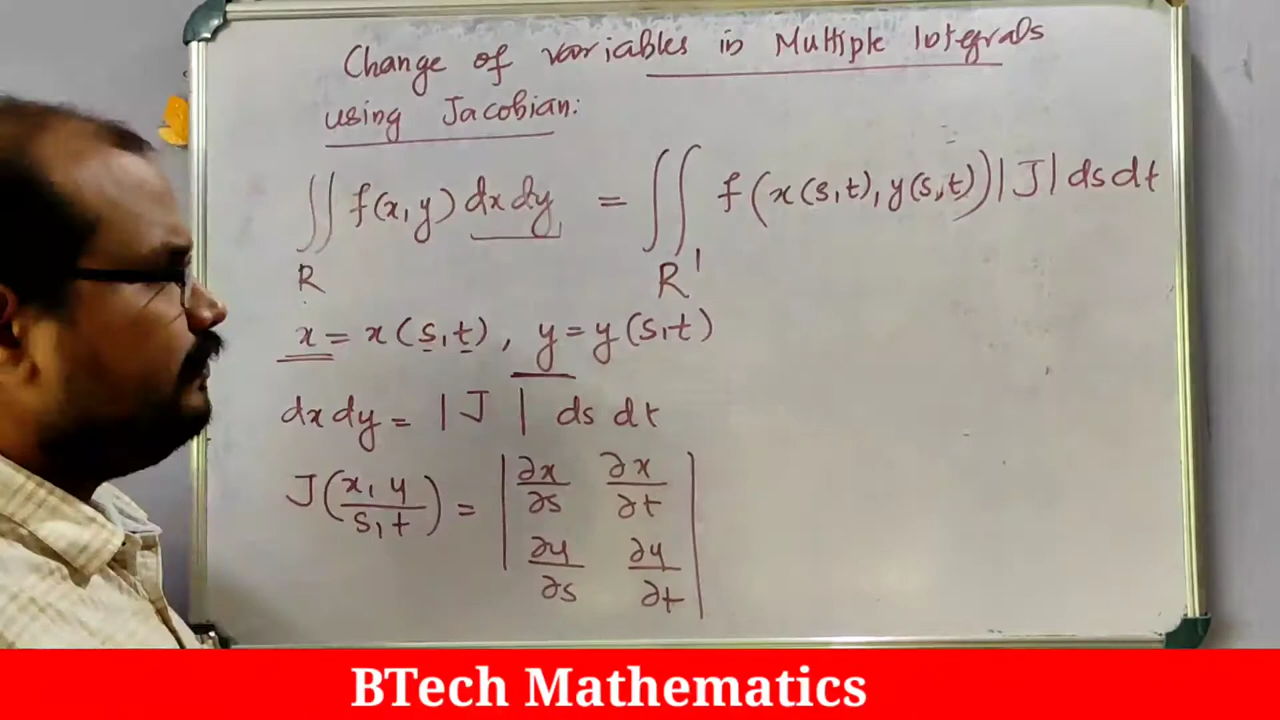 Change of variables in Multiple Integrals
using Jacobian:
∬ f(x,y) dx dy = ∬ f(x(s,t), y(s,t)) |J| ds dt
R R'
x = x(s,t), y = y(s,t)
dx dy = |J| ds dt
J(x,y / s,t) = | ∂x/∂s ∂x/∂t |
| ∂y/∂s ∂y/∂t |
BTech Mathematics